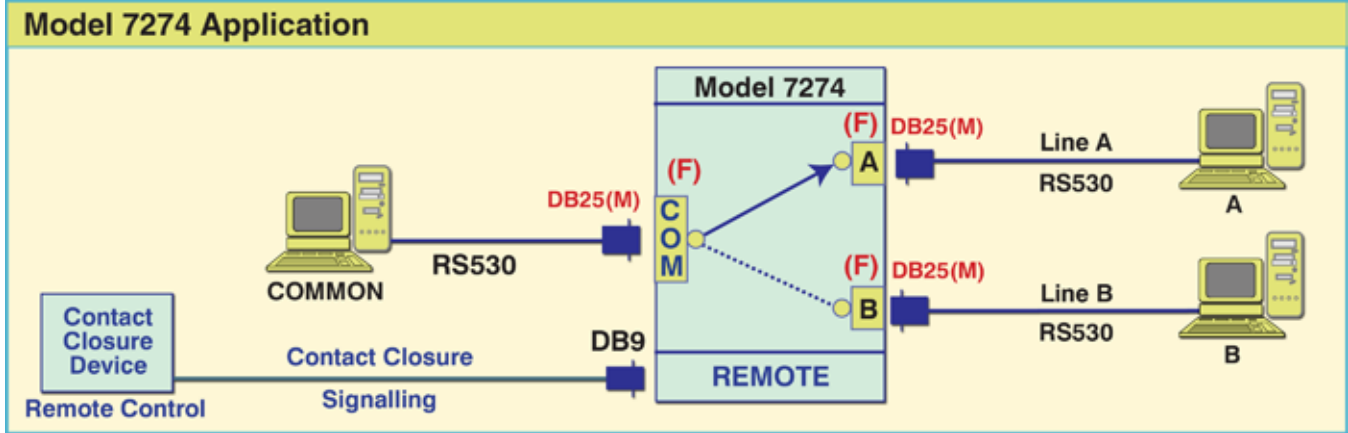 Model 7274 Application
Model 7274
(F)
DB25(M)
Line A
RS530
A
A
(F)
DB25(M)
COM
RS530
COMMON
(F)
DB25(M)
Line B
RS530
B
B
Contact
Closure
Device
Remote Control
Contact Closure
Signalling
DB9
REMOTE